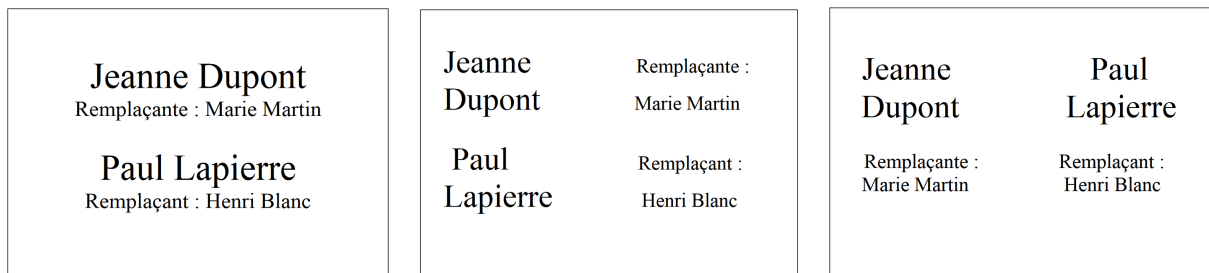 Jeanne Dupont
Remplaçante : Marie Martin
Paul Lapierre
Remplaçant : Henri Blanc
Jeanne
Dupont
Remplaçante :
Marie Martin
Paul
Lapierre
Remplaçant :
Henri Blanc
Jeanne
Dupont
Paul
Lapierre
Remplaçante :
Marie Martin
Remplaçant :
Henri Blanc